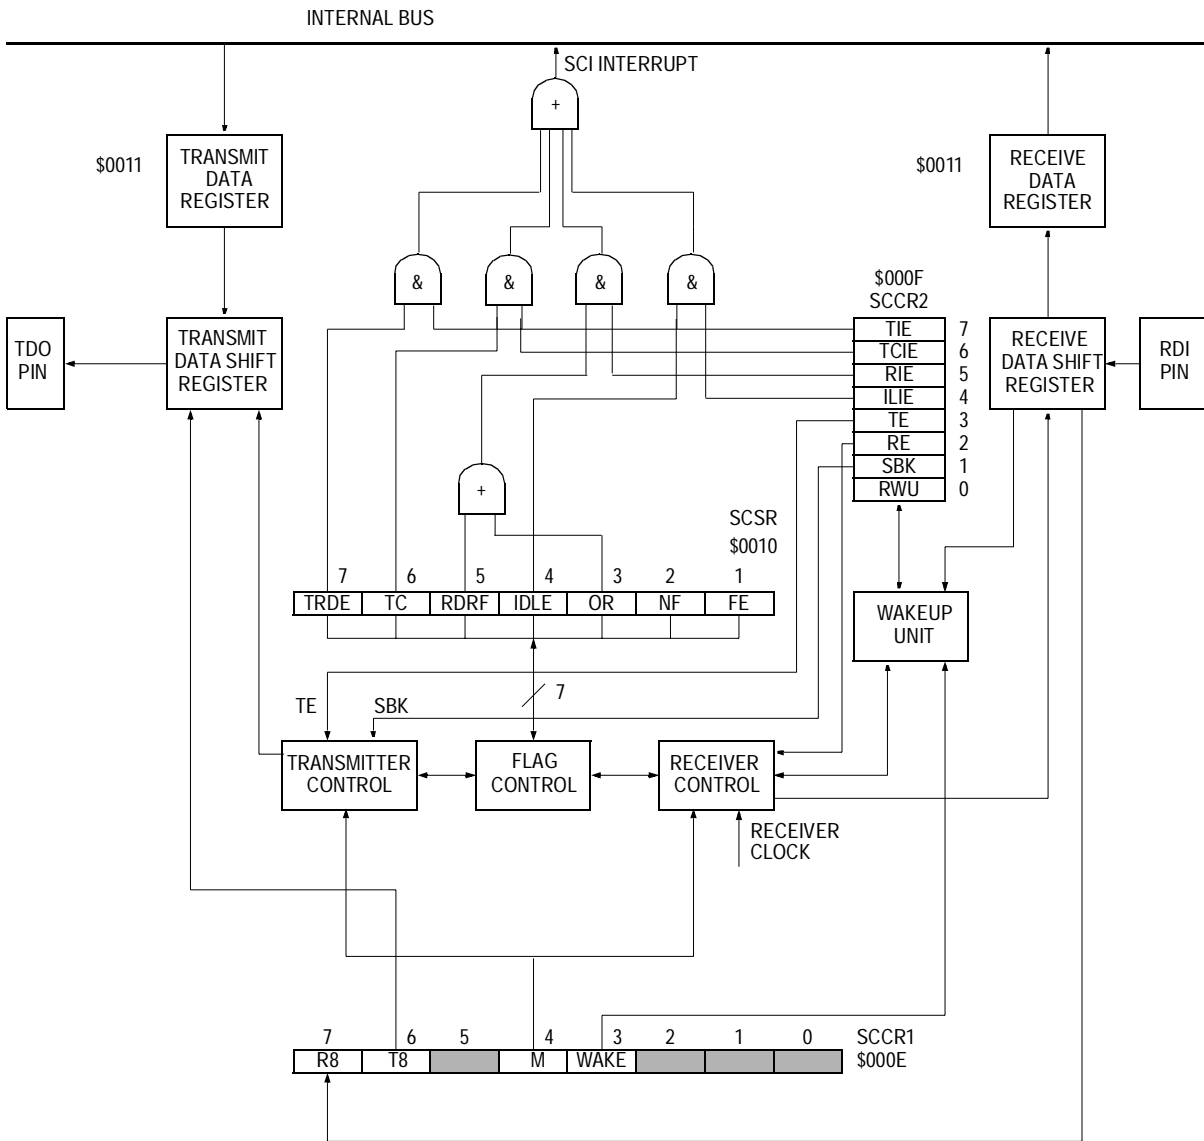 INTERNAL BUS
SCI INTERRUPT
+
$0011
TRANSMIT
DATA
REGISTER
$0011
RECEIVE
DATA
REGISTER
&
&
&
&
$000F
SCCR2
TDO
PIN
TRANSMIT
DATA SHIFT
REGISTER
TIE 7
TCIE 6
RIE 5
ILIE 4
TE 3
RE 2
SBK 1
RWU 0
RECEIVE
DATA SHIFT
REGISTER
RDI
PIN
+
SCSR
$0010
7 6 5 4 3 2 1
TRDE TC RDRF IDLE OR NF FE
WAKEUP
UNIT
7
TE SBK
TRANSMITTER
CONTROL
FLAG
CONTROL
RECEIVER
CONTROL
RECEIVER
CLOCK
7 6 5 4 3 2 1 0 SCCR1
R8 T8 M WAKE $000E